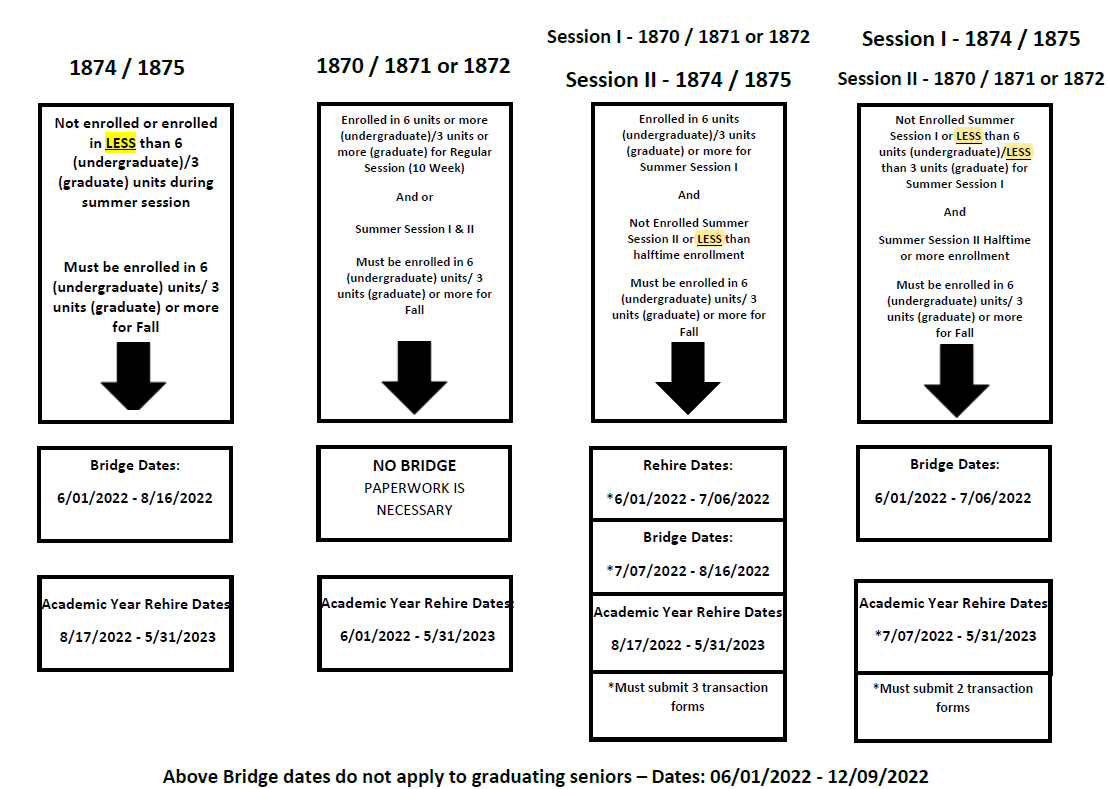 1874 / 1875
Not enrolled or enrolled
in LESS than 6
(undergraduate)/3
(graduate) units during
summer session
Must be enrolled in 6
(undergraduate) units/ 3
units (graduate) or more
for Fall
Bridge Dates:
6/01/2022 - 8/16/2022
Academic Year Rehire Dates
8/17/2022 - 5/31/2023
1870 / 1871 or 1872
Enrolled in 6 units or more
(undergraduate)/3 units or
more (graduate) for Regular
Session (10 Week)
And or
Summer Session I & II
Must be enrolled in 6
(undergraduate) units/ 3
units (graduate) or more for
Fall
NO BRIDGE
PAPERWORK IS
NECESSARY
Academic Year Rehire Dates:
6/01/2022 - 5/31/2023
Session I - 1870 / 1871 or 1872
Session II - 1874 / 1875
Enrolled in 6 units
(undergraduate)/3 units
(graduate) or more for
Summer Session I
And
Not Enrolled Summer
Session II or LESS than
halftime enrollment
Must be enrolled in 6
(undergraduate) units/ 3
units (graduate) or more for
Fall
Rehire Dates:
*6/01/2022 - 7/06/2022
Bridge Dates:
*7/07/2022 - 8/16/2022
Academic Year Rehire Dates
8/17/2022 - 5/31/2023
*Must submit 3 transaction
forms
Session I - 1874 / 1875
Session II - 1870 / 1871 or 1872
Not Enrolled Summer
Session I or LESS than 6
units (undergraduate)/LESS
than 3 units (graduate) for
Summer Session I
And
Summer Session II Halftime
or more enrollment
Must be enrolled in 6
(undergraduate) units/ 3
units (graduate) or more
for Fall
Bridge Dates:
6/01/2022 - 7/06/2022
Academic Year Rehire Dates
*7/07/2022 - 5/31/2023
*Must submit 2 transaction
forms
Above Bridge dates do not apply to graduating seniors – Dates: 06/01/2022 - 12/09/2022